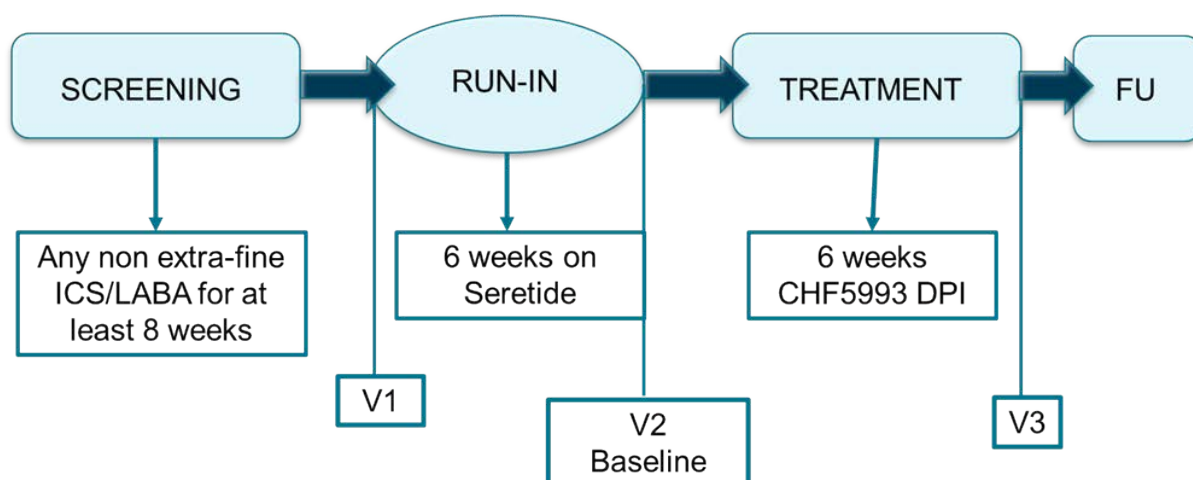 SCREENING
RUN-IN
TREATMENT
FU
Any non extra-fine
ICS/LABA for at
least 8 weeks
6 weeks on
Seretide
6 weeks
CHF5993 DPI
V1
V2
Baseline
V3